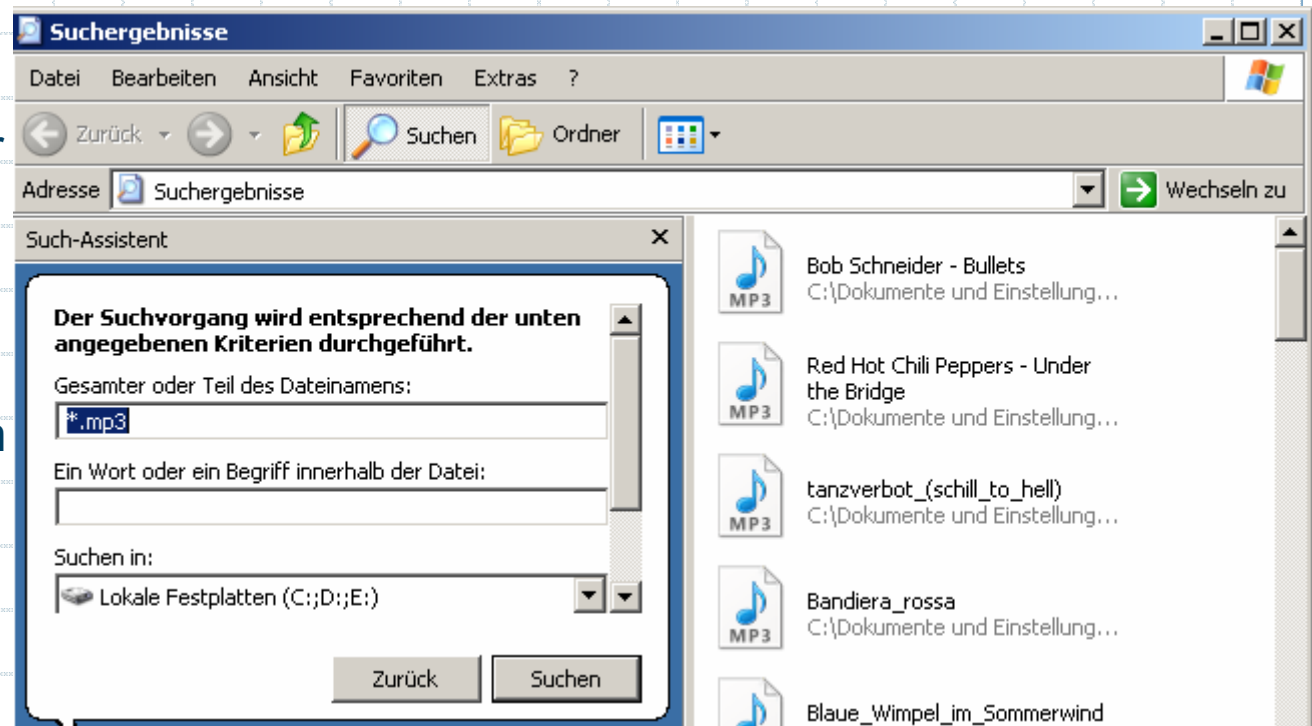 Suchergebnisse
Datei Bearbeiten Ansicht Favoriten Extras ?
Zurück Suchen Ordner
Adresse Suchergebnisse Wechseln zu
Such-Assistent
Der Suchvorgang wird entsprechend der unten
angegebenen Kriterien durchgeführt.
Gesamter oder Teil des Dateinamens:
*.mp3
Ein Wort oder ein Begriff innerhalb der Datei:
Suchen in:
Lokale Festplatten (C:;D:;E:)
Zurück Suchen
MP3
Bob Schneider - Bullets
C:\Dokumente und Einstellung...
MP3
Red Hot Chili Peppers - Under
the Bridge
C:\Dokumente und Einstellung...
MP3
tanzverbot_(schill_to_hell)
C:\Dokumente und Einstellung...
MP3
Bandiera_rossa
C:\Dokumente und Einstellung...
Blaue_Wimpel_im_Sommerwind